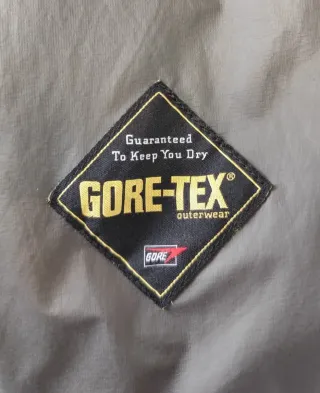 Guaranteed
To Keep You Dry
GORE-TEX®
outerwear
GORE